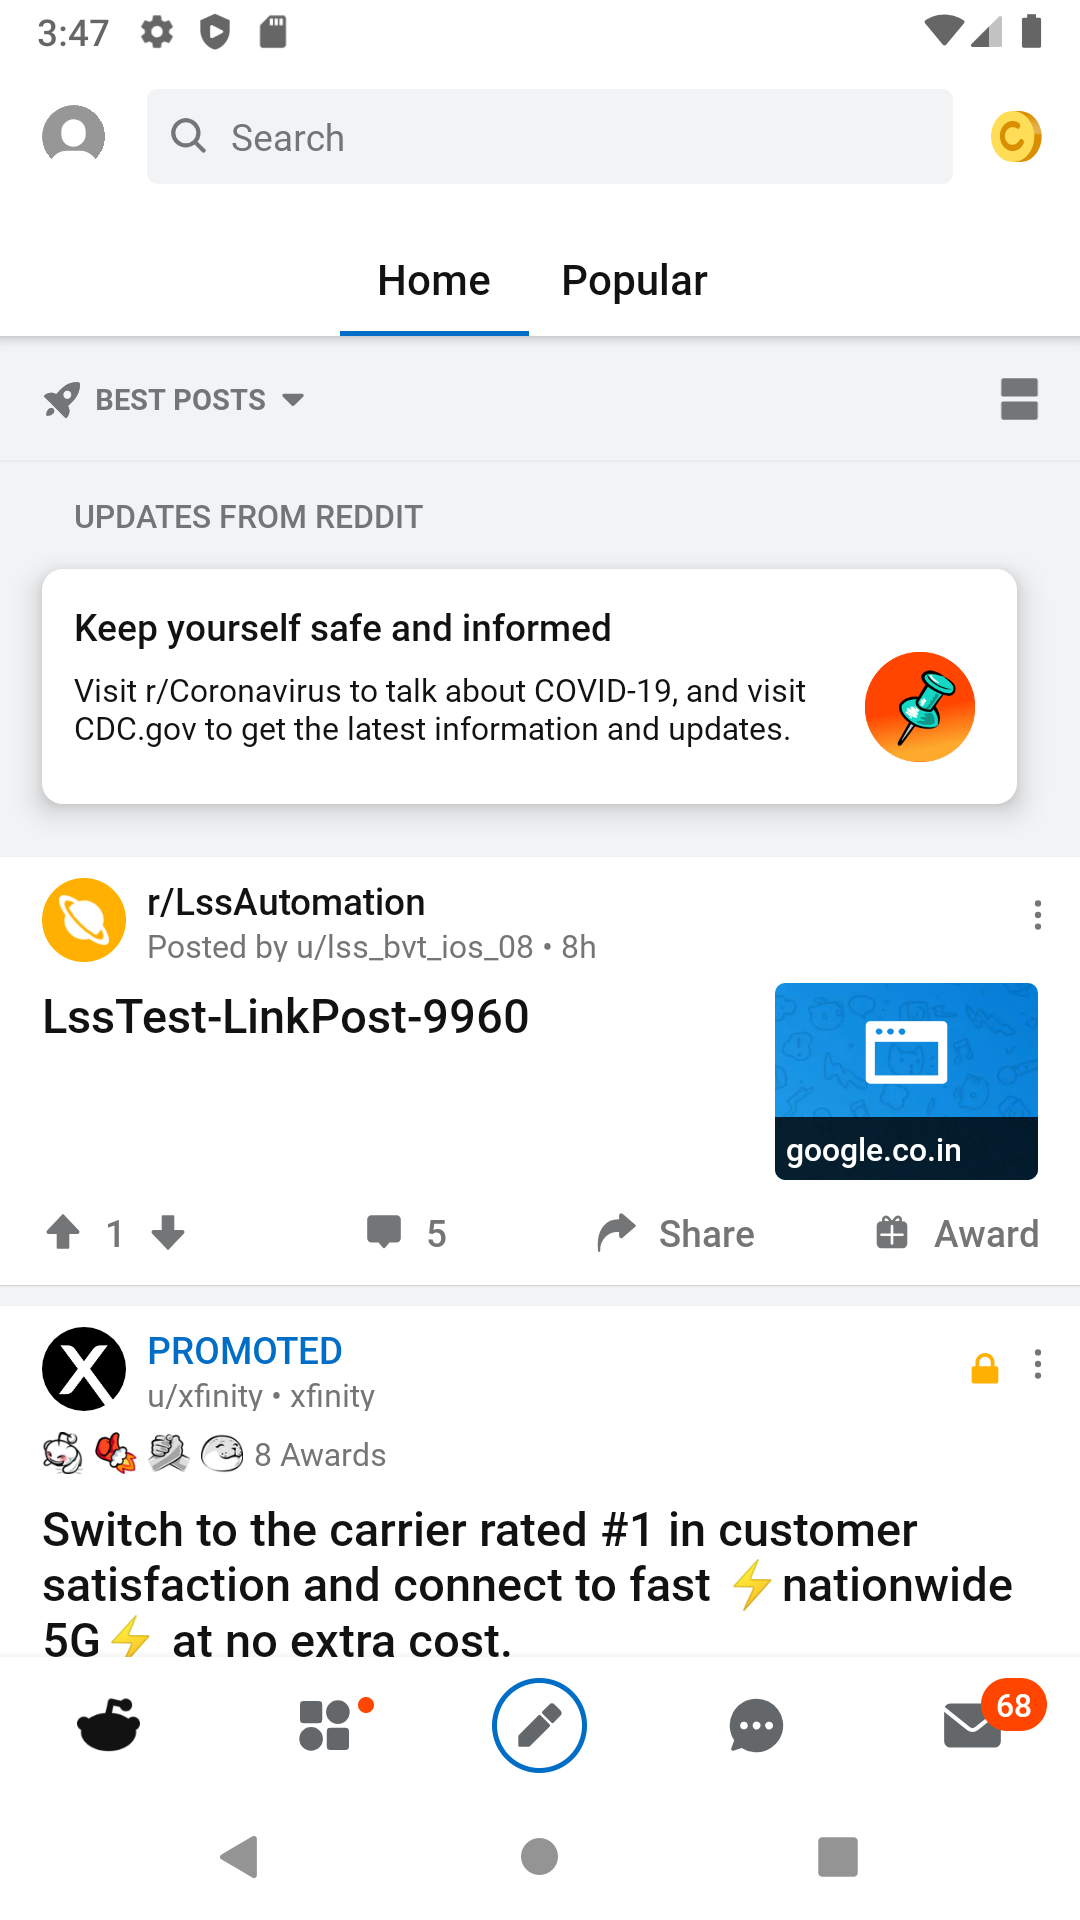 3:47
Search
Home Popular
BEST POSTS
UPDATES FROM REDDIT
Keep yourself safe and informed
Visit r/Coronavirus to talk about COVID-19, and visit
CDC.gov to get the latest information and updates.
r/LssAutomation
Posted by u/lss_bvt_ios_08 • 8h
LssTest-LinkPost-9960
google.co.in
1 5 Share Award
PROMOTED
u/xfinity • xfinity
8 Awards
Switch to the carrier rated #1 in customer
satisfaction and connect to fast ⚡nationwide
5G⚡ at no extra cost.
68